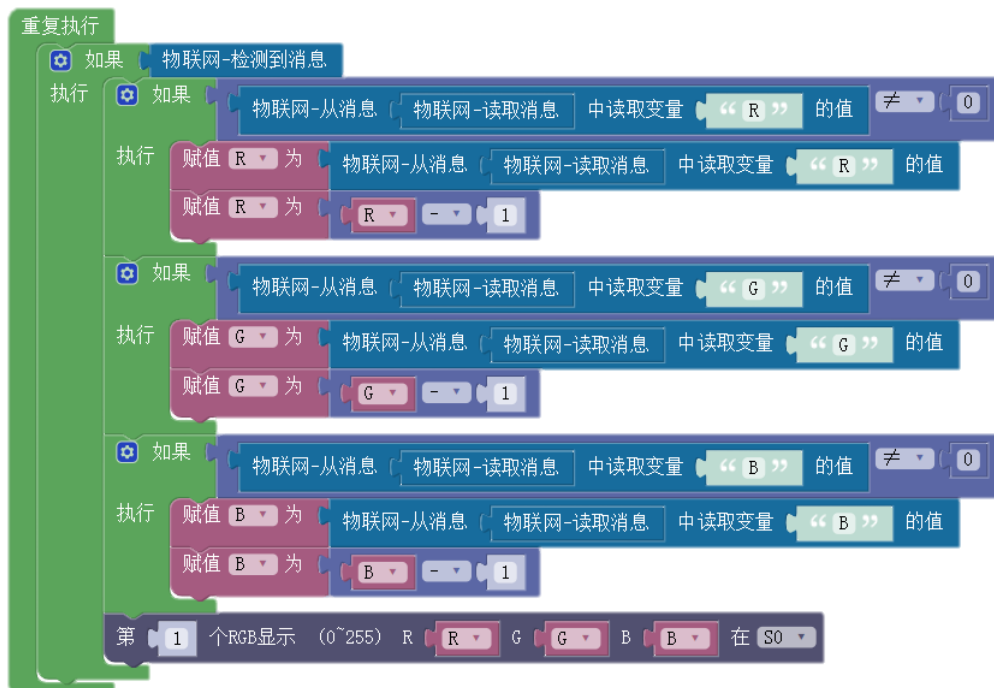 重复执行
如果 物联网-检测到消息
执行 如果 物联网-从消息 物联网-读取消息 中读取变量 “ R ” 的值 ≠ 0
执行 赋值 R 为 物联网-从消息 物联网-读取消息 中读取变量 “ R ” 的值
赋值 R 为 R - 1
如果 物联网-从消息 物联网-读取消息 中读取变量 “ G ” 的值 ≠ 0
执行 赋值 G 为 物联网-从消息 物联网-读取消息 中读取变量 “ G ” 的值
赋值 G 为 G - 1
如果 物联网-从消息 物联网-读取消息 中读取变量 “ B ” 的值 ≠ 0
执行 赋值 B 为 物联网-从消息 物联网-读取消息 中读取变量 “ B ” 的值
赋值 B 为 B - 1
第 1 个RGB显示 (0~255) R R G G B B 在 S0